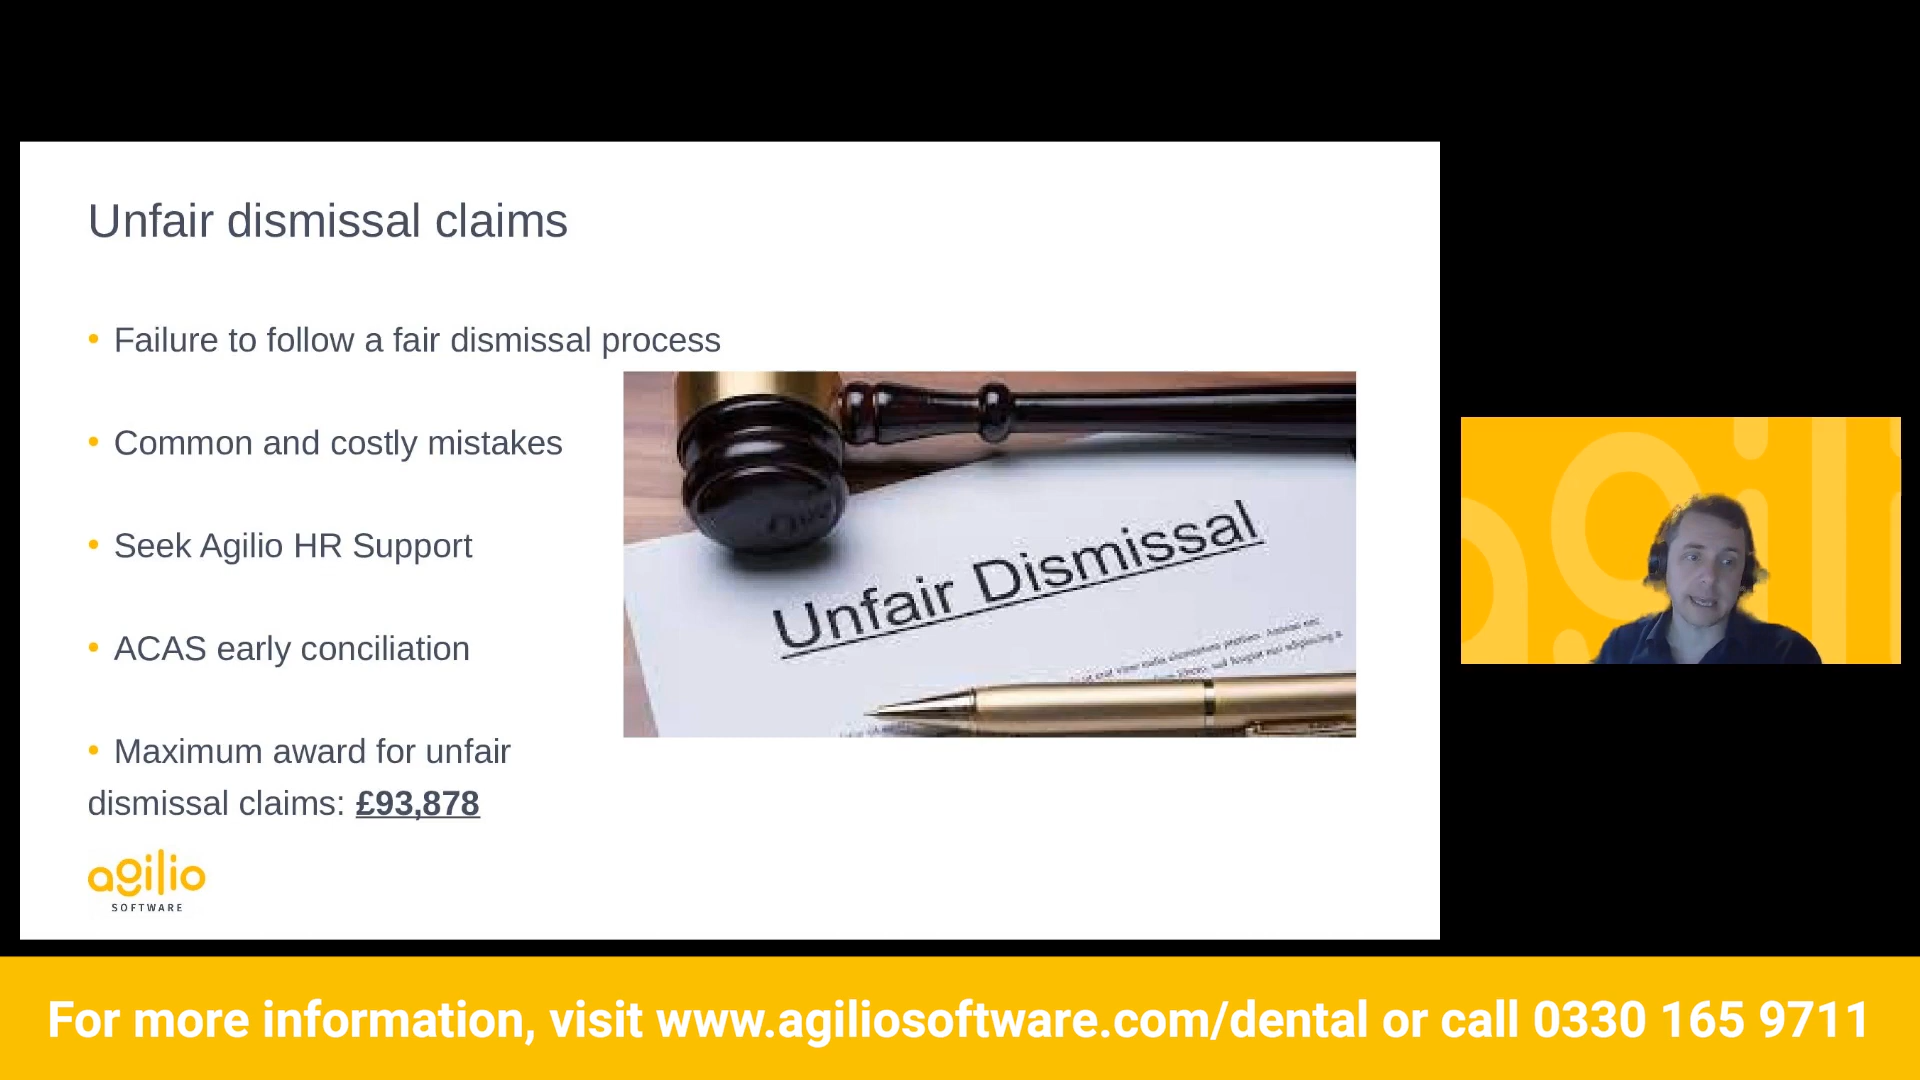 Unfair dismissal claims
• Failure to follow a fair dismissal process
• Common and costly mistakes
• Seek Agilio HR Support
• ACAS early conciliation
• Maximum award for unfair
dismissal claims: £93,878
Unfair Dismissal
agilio
SOFTWARE
agili
For more information, visit www.agiliosoftware.com/dental or call 0330 165 9711